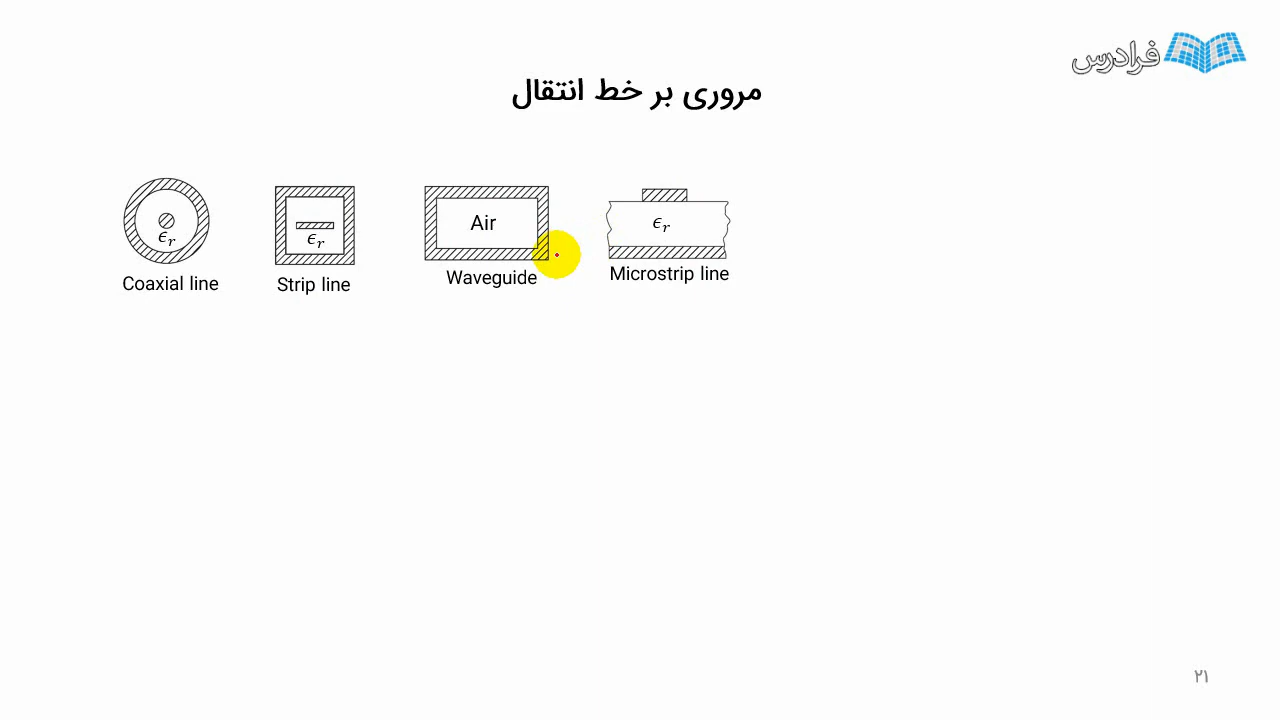 فرادرس
مروری بر خط انتقال
ϵr ϵr Air ϵr
Coaxial line Strip line Waveguide Microstrip line
۲۱